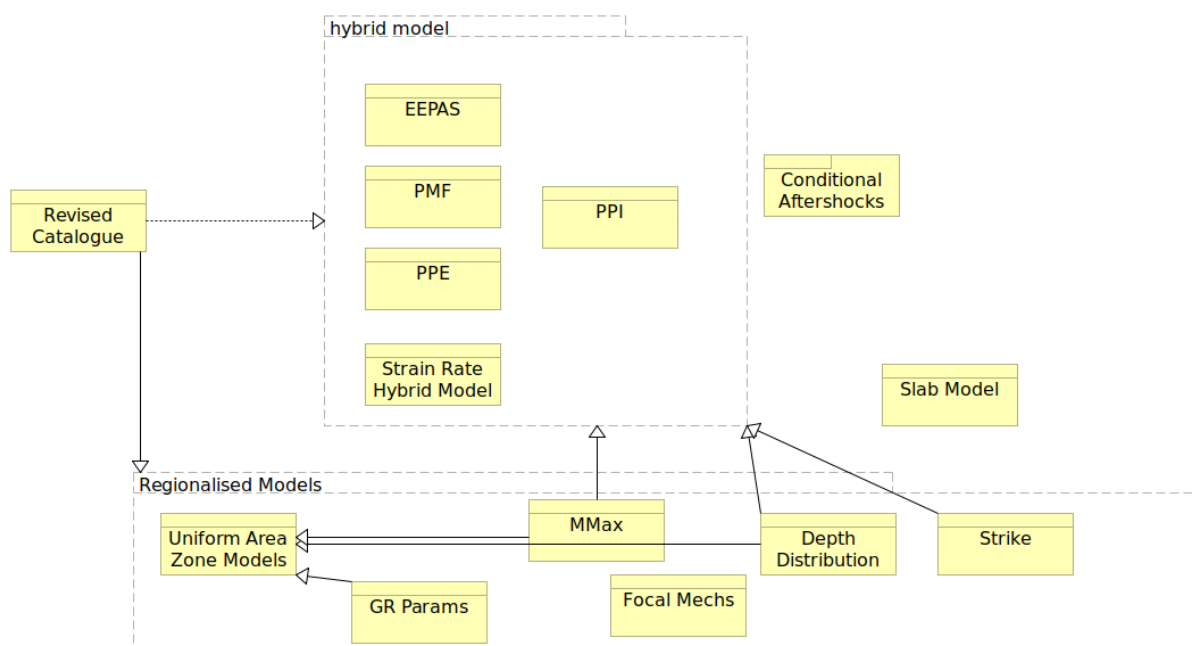 hybrid model
EEPAS
PMF
PPI
PPE
Strain Rate
Hybrid Model
Conditional
Aftershocks
Revised
Catalogue
Slab Model
Regionalised Models
Uniform Area
Zone Models
MMax
Depth
Distribution
Strike
GR Params
Focal Mechs